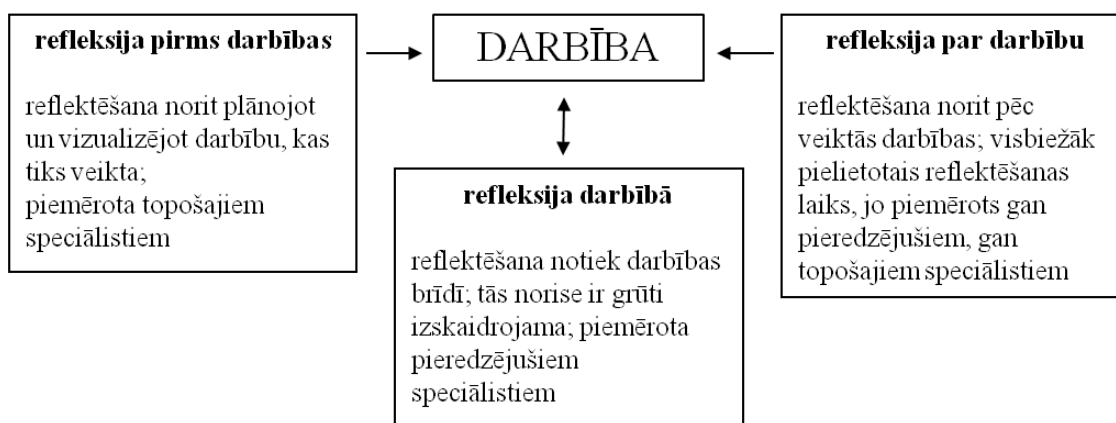 refleksija pirms darbības
reflektēšana norit plānojot
un vizualizējot darbību, kas
tiks veikta;
piemērota topošajiem
speciālistiem
DARBĪBA
refleksija darbībā
reflektēšana notiek darbības
brīdī; tās norise ir grūti
izskaidrojama; piemērota
pieredzējušiem
speciālistiem
refleksija par darbību
reflektēšana norit pēc
veiktās darbības; visbiežāk
pielietotais reflektēšanas
laiks, jo piemērots gan
pieredzējušiem, gan
topošajiem speciālistiem